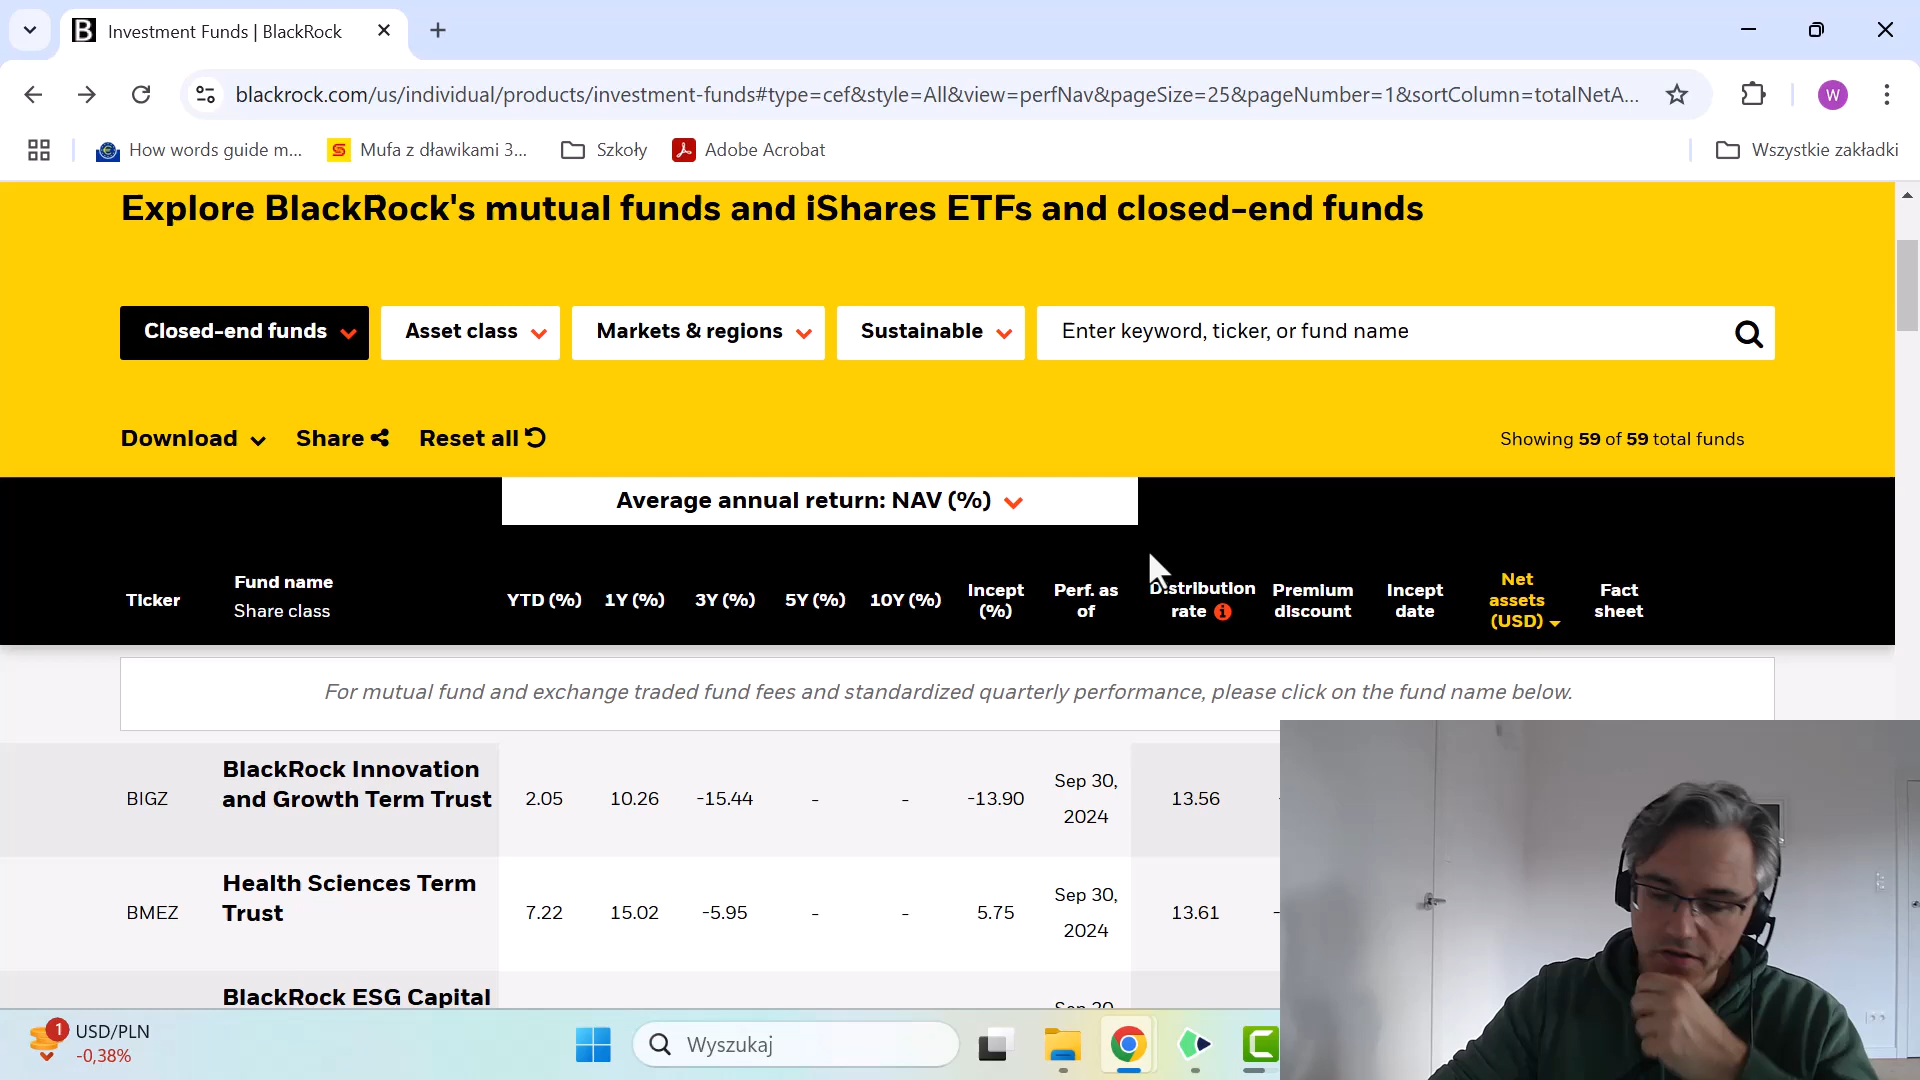 Investment Funds | BlackRock
blackrock.com/us/individual/products/investment-funds#type=cef&style=All&view=perfNav&pageSize=25&pageNumber=1&sortColumn=totalNetA...
W
How words guide m...
Mufa z dławikami 3...
Szkoły
Adobe Acrobat
Wszystkie zakładki
Explore BlackRock's mutual funds and iShares ETFs and closed-end funds
Closed-end funds
Asset class
Markets & regions
Sustainable
Enter keyword, ticker, or fund name
Download
Share
Reset all
Showing 59 of 59 total funds
Average annual return: NAV (%)
Ticker
Fund name
Share class
YTD (%)
1Y (%)
3Y (%)
5Y (%)
10Y (%)
Incept
(%)
Perf. as
of
Distribution
rate
Premium
discount
Incept
date
Net
assets
(USD)
Fact
sheet
For mutual fund and exchange traded fund fees and standardized quarterly performance, please click on the fund name below.
BIGZ
BlackRock Innovation
and Growth Term Trust
2.05
10.26
-15.44
-
-
-13.90
Sep 30,
2024
13.56
BMEZ
Health Sciences Term
Trust
7.22
15.02
-5.95
-
-
5.75
Sep 30,
2024
13.61
BlackRock ESG Capital
Sep 30,
1
USD/PLN
-0,38%
Wyszukaj